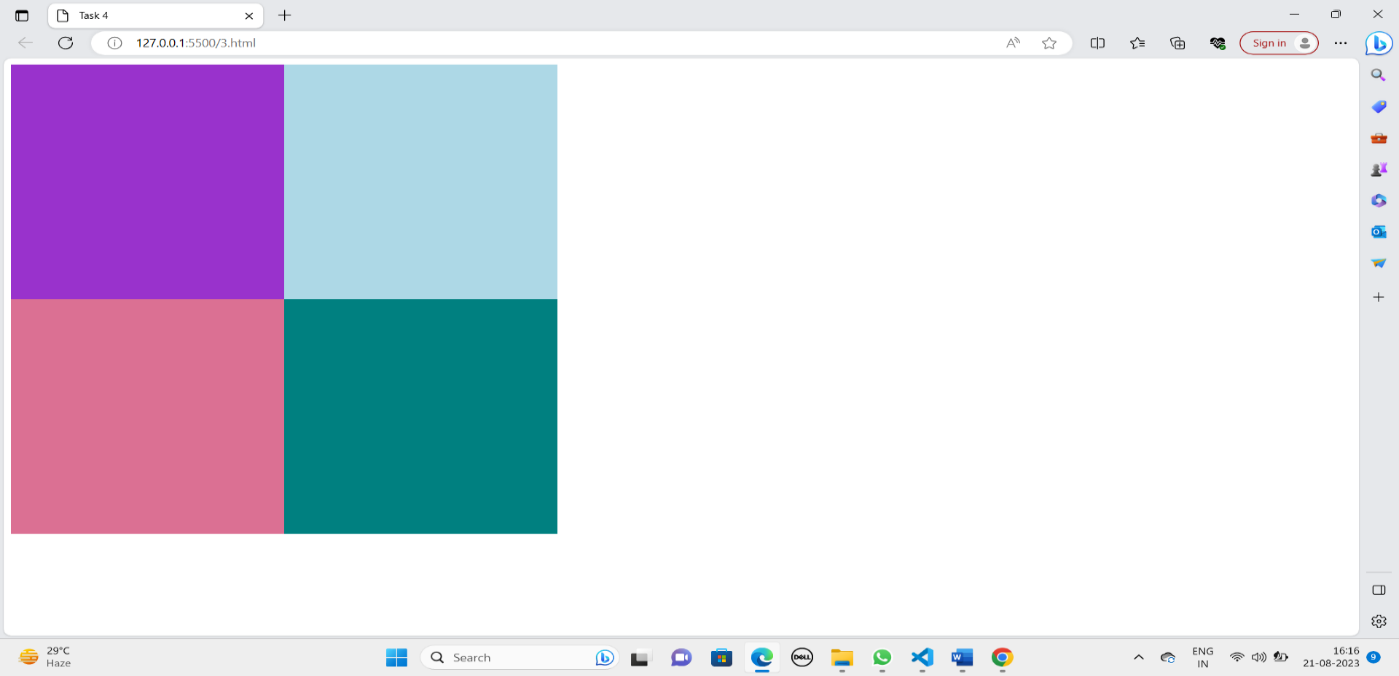 Task 4
127.0.0.1:5500/3.html
Sign in
29°C
Haze
Search
DELL
ENG
IN
16:16
21-08-2023
9